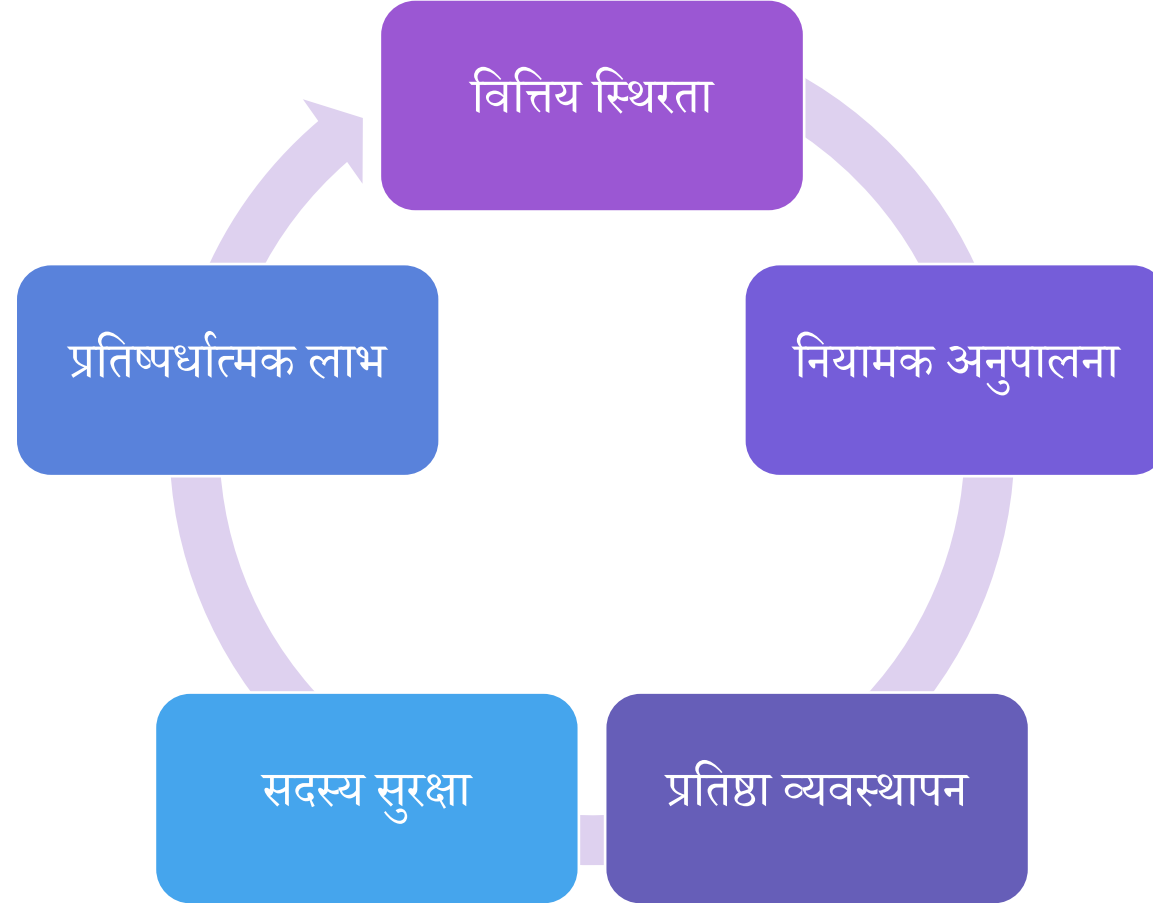 वित्तिय स्थिरता
नियामक अनुपालना
प्रतिष्ठा व्यवस्थापन
सदस्य सुरक्षा
प्रतिष्पर्धात्मक लाभ